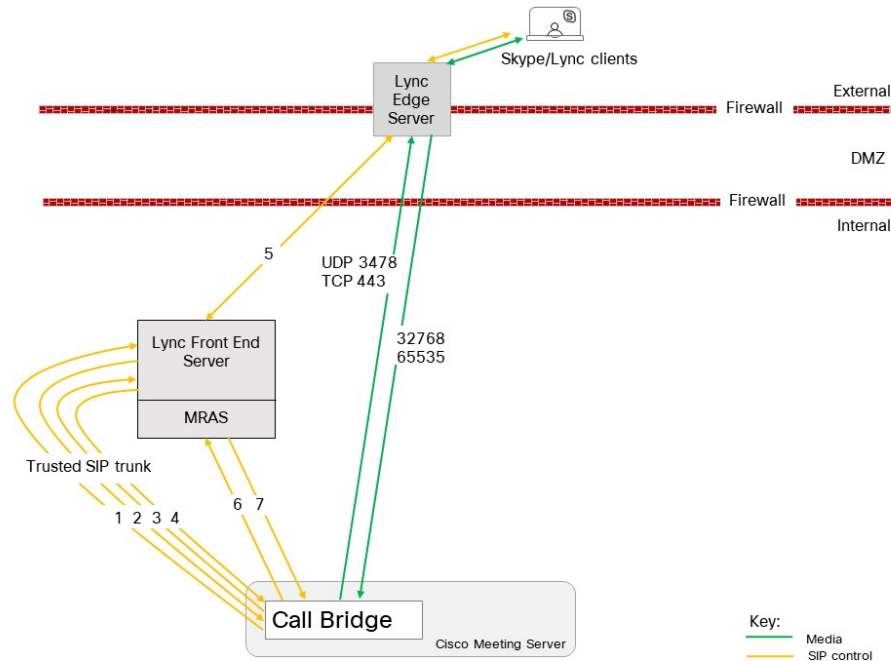 S
Skype/Lync clients
Lync
Edge
Server
External
Firewall
DMZ
Firewall
Internal
5
UDP 3478
TCP 443
32768
65535
Lync Front End
Server
MRAS
Trusted SIP trunk
1 2 3 4
6 7
Call Bridge
Cisco Meeting Server
Key:
Media
SIP control